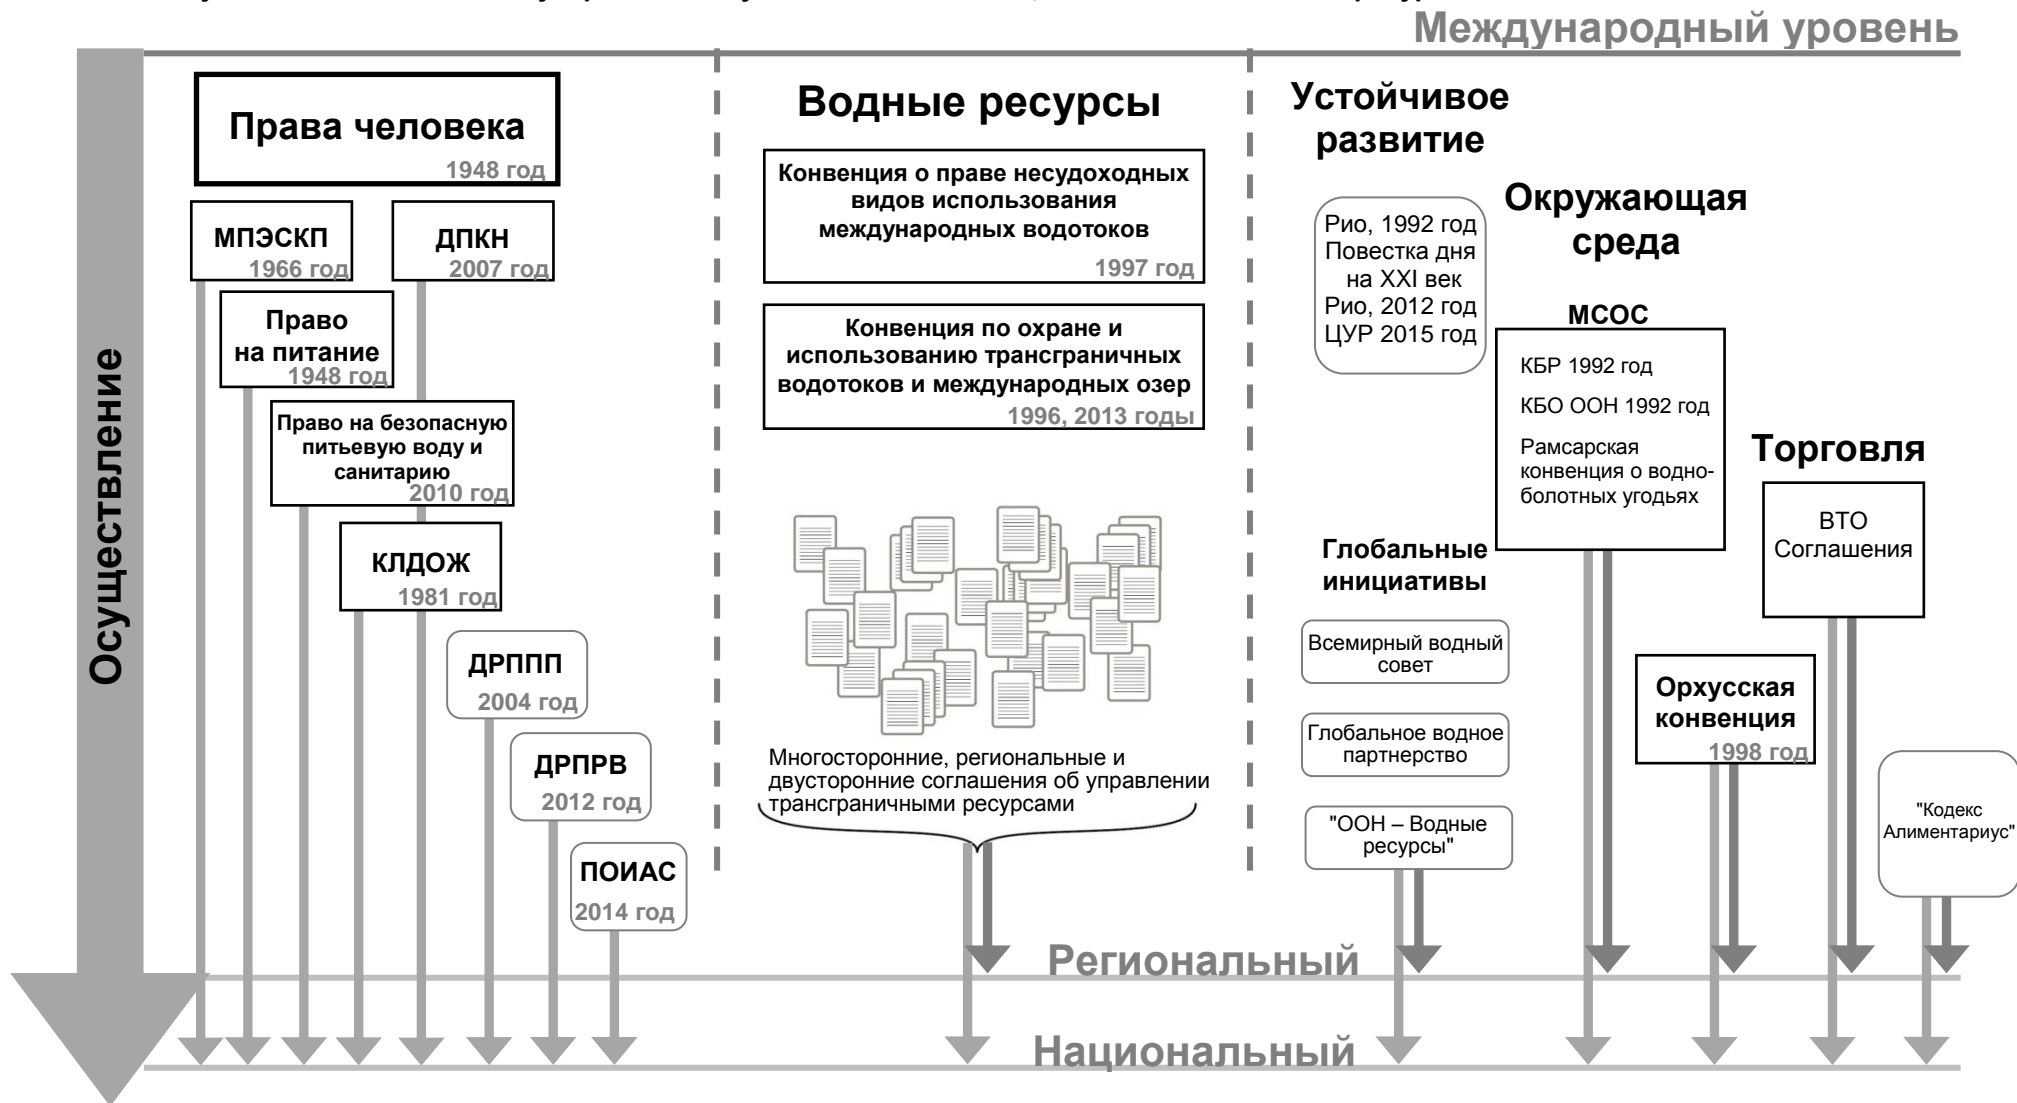 Международный уровень
Осуществление
Права человека
1948 год
МПЭСКП
1966 год
ДПКН
2007 год
Право
на питание
1948 год
Право на безопасную
питьевую воду и
санитарию
2010 год
КЛДОЖ
1981 год
ДРППП
2004 год
ДРПРВ
2012 год
ПОИАС
2014 год
Водные ресурсы
Конвенция о праве несудоходных
видов использования
международных водотоков
1997 год
Конвенция по охране и
использованию трансграничных
водотоков и международных озер
1996, 2013 годы
Многосторонние, региональные и
двусторонние соглашения об управлении
трансграничными ресурсами
Устойчивое
развитие
Рио, 1992 год
Повестка дня
на XXI век
Рио, 2012 год
ЦУР 2015 год
Глобальные
инициативы
Всемирный водный
совет
Глобальное водное
партнерство
"ООН – Водные
ресурсы"
Окружающая
среда
МСОС
КБР 1992 год
КБО ООН 1992 год
Рамсарская
конвенция о водно-
болотных угодьях
Орхусская
конвенция
1998 год
Торговля
ВТО
Соглашения
"Кодекс
Алиментариус"
Региональный
Национальный